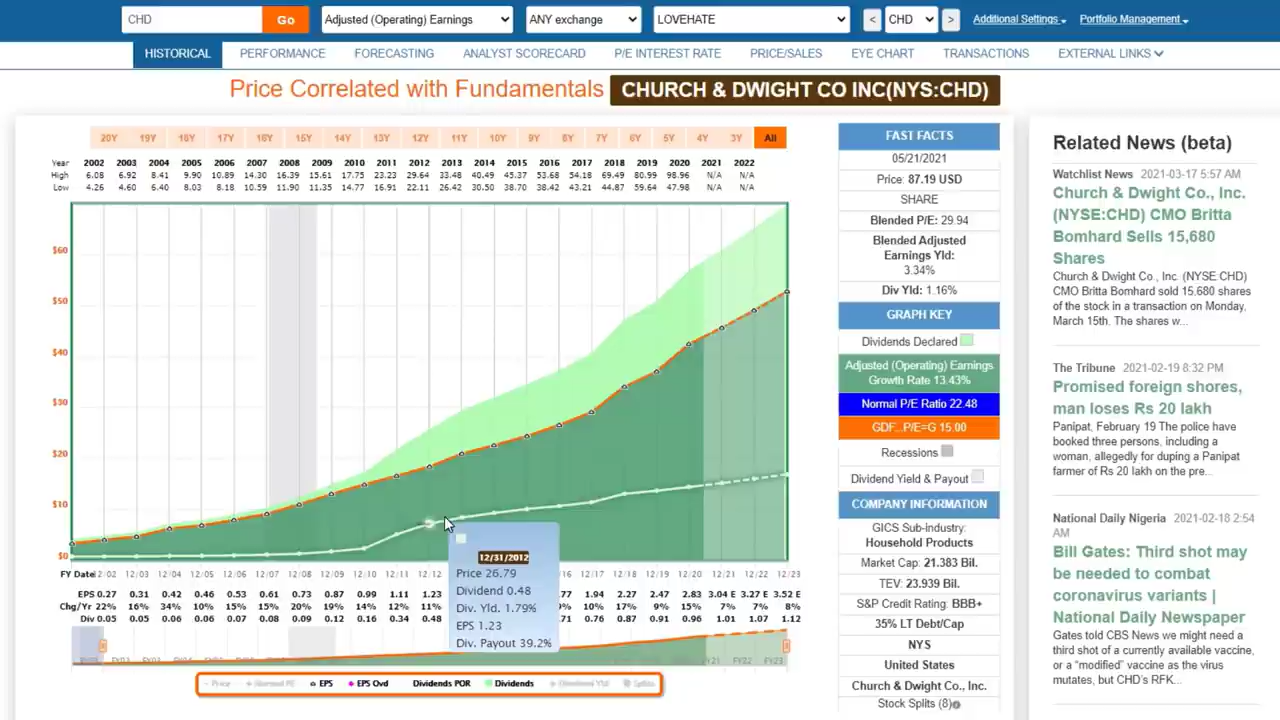 CHD
Go
Adjusted (Operating) Earnings
ANY exchange
LOVEHATE
<
CHD
>
Additional Settings
Portfolio Management
HISTORICAL PERFORMANCE FORECASTING ANALYST SCORECARD P/E INTEREST RATE PRICE/SALES EYE CHART TRANSACTIONS EXTERNAL LINKS
Price Correlated with Fundamentals CHURCH & DWIGHT CO INC(NYS:CHD)
20Y 19Y 18Y 17Y 16Y 15Y 14Y 13Y 12Y 11Y 10Y 9Y 8Y 7Y 6Y 5Y 4Y 3Y All
Year 2002 2003 2004 2005 2006 2007 2008 2009 2010 2011 2012 2013 2014 2015 2016 2017 2018 2019 2020 2021 2022
High 6.08 6.92 8.41 9.90 10.89 14.30 16.39 15.61 17.75 23.23 29.64 33.48 40.49 45.37 53.68 54.18 69.49 80.99 98.96 N/A N/A
Low 4.26 4.60 6.40 8.03 8.18 10.59 11.90 11.35 14.87 16.91 22.11 26.42 30.50 38.70 38.42 43.21 44.87 59.64 47.98 N/A N/A
$60
$50
$40
$30
$20
$10
$0
FY Date 12/02 12/03 12/04 12/05 12/06 12/07 12/08 12/09 12/10 12/11 12/12 /16 12/17 12/18 12/19 12/20 12/21 12/22 12/23
EPS 0.27 0.31 0.42 0.46 0.53 0.61 0.73 0.87 0.99 1.11 1.23 1.94 2.27 2.47 2.83 3.04 E 3.27 E 3.52 E
Chg/Yr 22% 16% 34% 10% 15% 15% 20% 19% 14% 12% 11% 10% 17% 9% 15% 7% 7% 8%
Div 0.05 0.05 0.06 0.06 0.07 0.08 0.09 0.12 0.16 0.34 0.48 0.76 0.87 0.91 0.96 1.01 1.07 1.12
12/31/2012
Price 26.79
Dividend 0.48
Div. Yld. 1.79%
EPS 1.23
Div. Payout 39.2%
FY03 FY04 FY05 FY06 FY07 FY08 FY09 FY10 FY11 FY12 FY18 FY19 FY20 FY21 FY22 FY23
Price Normal PE EPS EPS Ovd Dividends POR Dividends Dividend Yld Splits
FAST FACTS
05/21/2021
Price: 87.19 USD
SHARE
Blended P/E: 29.94
Blended Adjusted
Earnings Yld:
3.34%
Div Yld: 1.16%
GRAPH KEY
Dividends Declared
Adjusted (Operating) Earnings
Growth Rate 13.43%
Normal P/E Ratio 22.48
GDF...P/E=G 15.00
Recessions
Dividend Yield & Payout
COMPANY INFORMATION
GICS Sub-Industry:
Household Products
Market Cap: 21.383 Bil.
TEV: 23.939 Bil.
S&P Credit Rating: BBB+
35% LT Debt/Cap
NYS
United States
Church & Dwight Co., Inc.
Stock Splits (8)
Related News (beta)
Watchlist News 2021-03-17 5:57 AM
Church & Dwight Co., Inc.
(NYSE:CHD) CMO Britta
Bomhard Sells 15,680
Shares
Church & Dwight Co., Inc. (NYSE CHD)
CMO Britta Bomhard sold 15,680 shares
of the stock in a transaction on Monday,
March 15th. The shares w...
The Tribune 2021-02-19 8:32 PM
Promised foreign shores,
man loses Rs 20 lakh
Panipat, February 19 The police have
booked three persons, including a
woman, allegedly for duping a Panipat
farmer of Rs 20 lakh on the pre...
National Daily Nigeria 2021-02-18 2:54
AM
Bill Gates: Third shot may
be needed to combat
coronavirus variants |
National Daily Newspaper
Gates told CBS News we might need a
third shot of a currently available vaccine,
or a “modified” vaccine as the virus
mutates, but CHD's RFK...